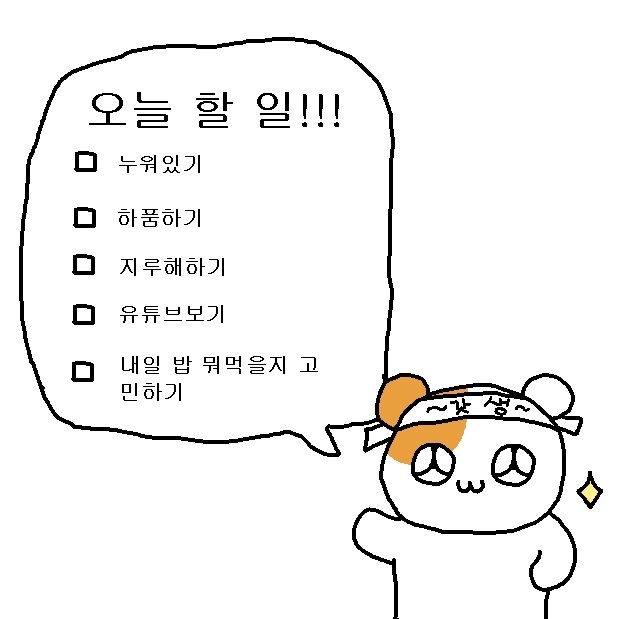 오늘 할 일!!!
누워있기
하품하기
지루해하기
유튜브보기
내일 밥 뭐먹을지 고
민하기
~갓생~